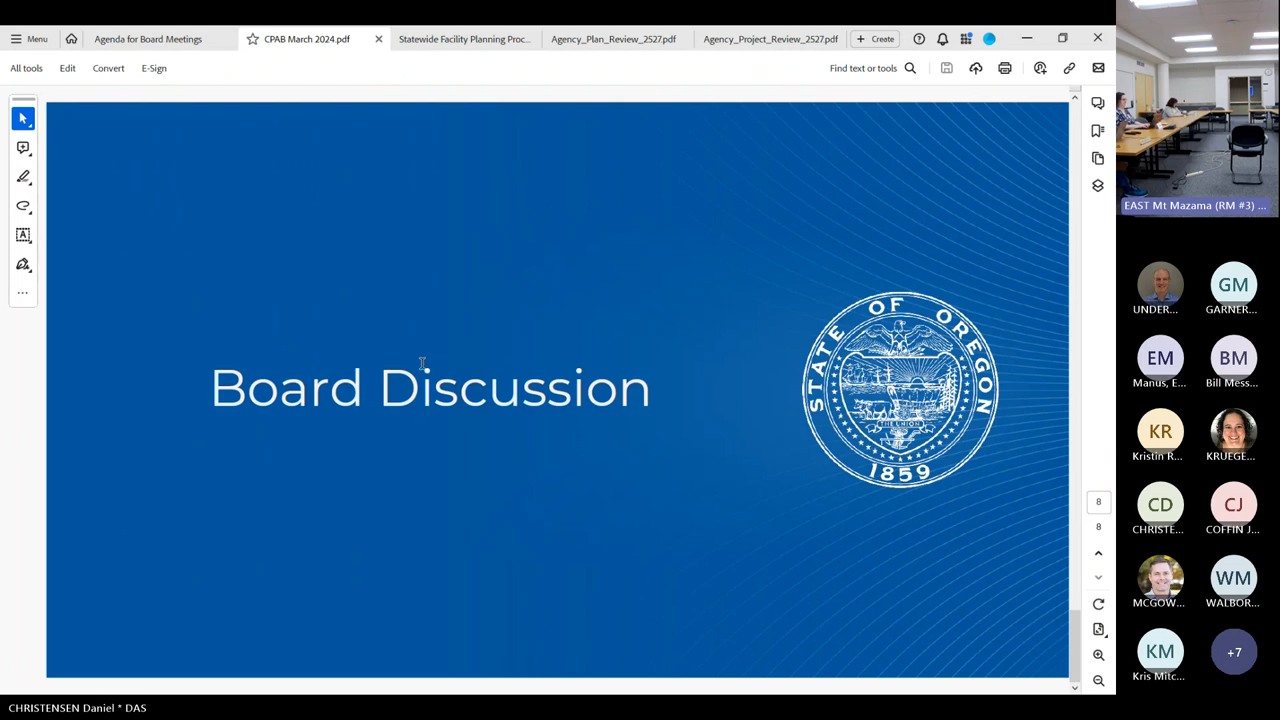 Menu
Agenda for Board Meetings
CPAB March 2024.pdf
Statewide Facility Planning Proc...
Agency_Plan_Review_2527.pdf
Agency_Project_Review_2527.pdf
Create
All tools
Edit
Convert
E-Sign
Find text or tools
Board Discussion
STATE OF OREGON
THE UNION
1859
8
8
EAST Mt Mazama (RM #3) ...
UNDER...
GM
GARNER...
EM
Manus, E...
BM
Bill Mess...
KR
Kristin R...
KRUEGE...
CD
CHRISTE...
CJ
COFFIN J...
MCGOW...
WM
WALBOR...
KM
Kris Mitc...
+7
CHRISTENSEN Daniel * DAS